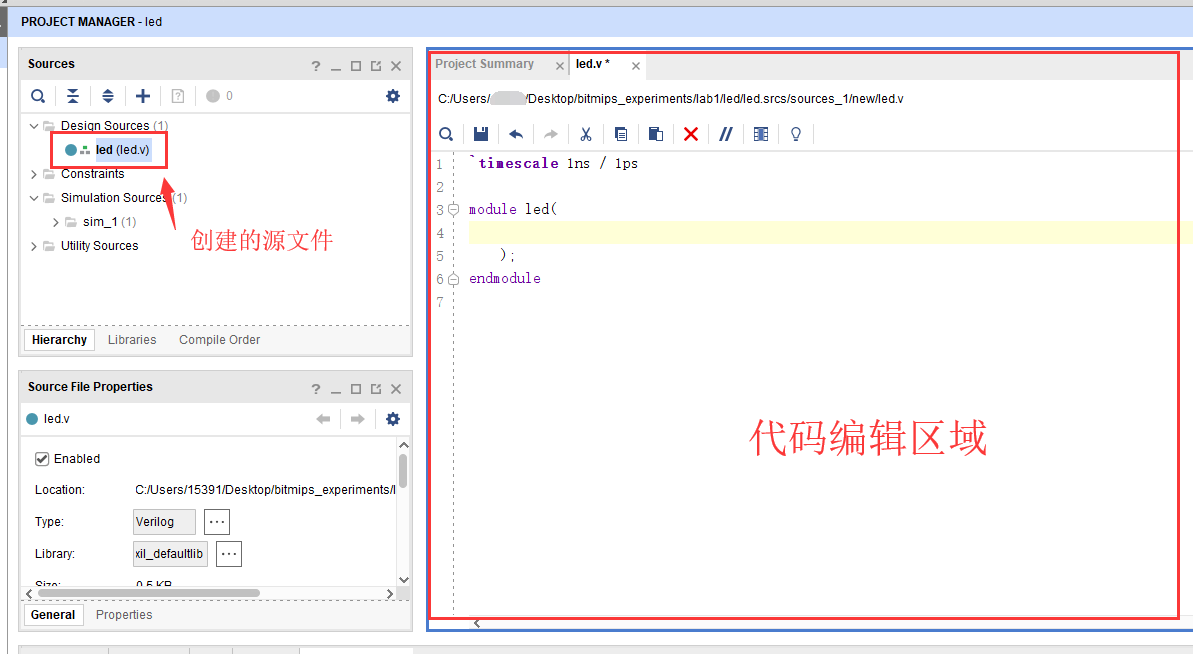 PROJECT MANAGER - led
Sources
0
Design Sources (1)
led (led.v)
Constraints
Simulation Sources (1)
sim_1 (1)
Utility Sources
创建的源文件
Hierarchy
Libraries
Compile Order
Source File Properties
led.v
Enabled
Location:
C:/Users/15391/Desktop/bitmips_experiments/l
Type:
Verilog
Library:
xil_defaultlib
Size:
0.5 KB
General
Properties
Project Summary
led.v *
C:/Users/ /Desktop/bitmips_experiments/lab1/led/led.srcs/sources_1/new/led.v
1 `timescale 1ns / 1ps
2
3 module led(
4
5 );
6 endmodule
7
代码编辑区域